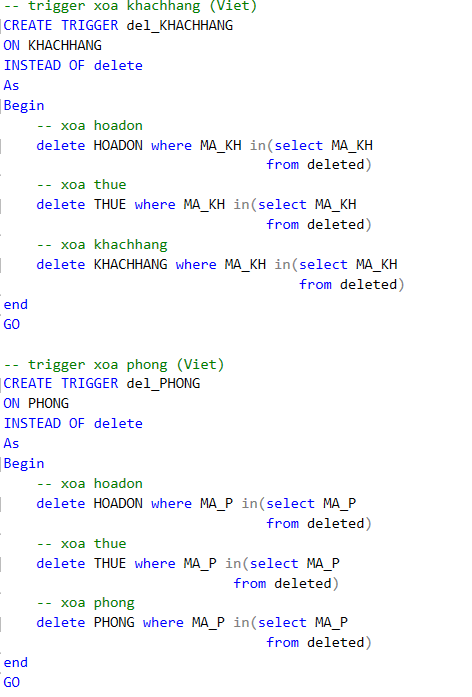 -- trigger xoa khachhang (Viet)
CREATE TRIGGER del_KHACHHANG
ON KHACHHANG
INSTEAD OF delete
As
Begin
    -- xoa hoadon
    delete HOADON where MA_KH in(select MA_KH
                                from deleted)
    -- xoa thue
    delete THUE where MA_KH in(select MA_KH
                                from deleted)
    -- xoa khachhang
    delete KHACHHANG where MA_KH in(select MA_KH
                                    from deleted)
end
GO

-- trigger xoa phong (Viet)
CREATE TRIGGER del_PHONG
ON PHONG
INSTEAD OF delete
As
Begin
    -- xoa hoadon
    delete HOADON where MA_P in(select MA_P
                                from deleted)
    -- xoa thue
    delete THUE where MA_P in(select MA_P
                            from deleted)
    -- xoa phong
    delete PHONG where MA_P in(select MA_P
                                from deleted)
end
GO